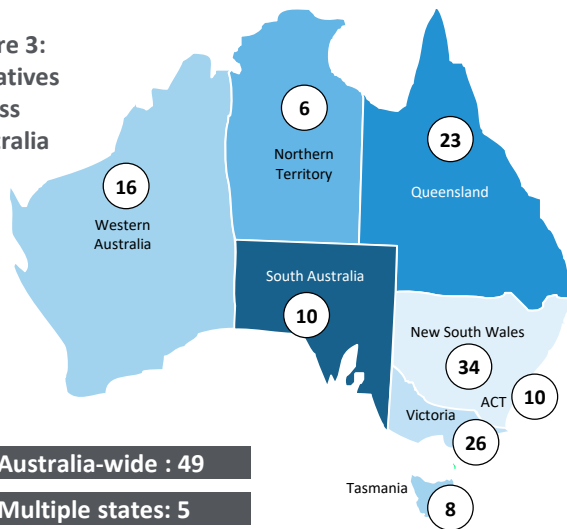 re 3:
atives
ss
tralia
6
Northern
Territory
23
Queensland
16
Western
Australia
South Australia
10
New South Wales
34
ACT
10
Victoria
26
Australia-wide : 49
Multiple states: 5
Tasmania
8